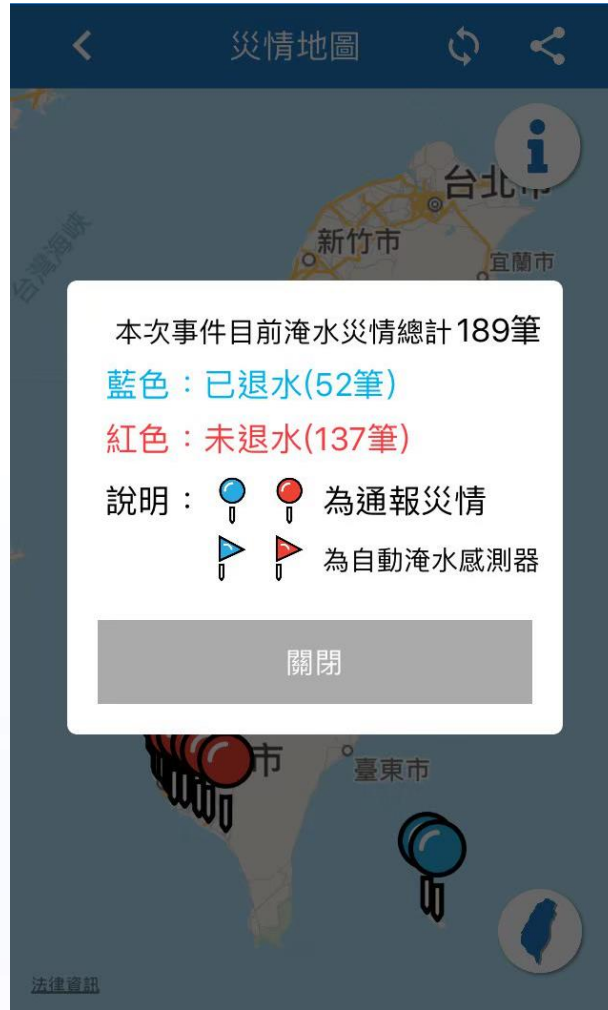 災情地圖
台北市
新竹市
宜蘭市
台灣海峽
本次事件目前淹水災情總計189筆
藍色：已退水(52筆)
紅色：未退水(137筆)
說明： 為通報災情
為自動淹水感測器
關閉
市
臺東市
法律資訊